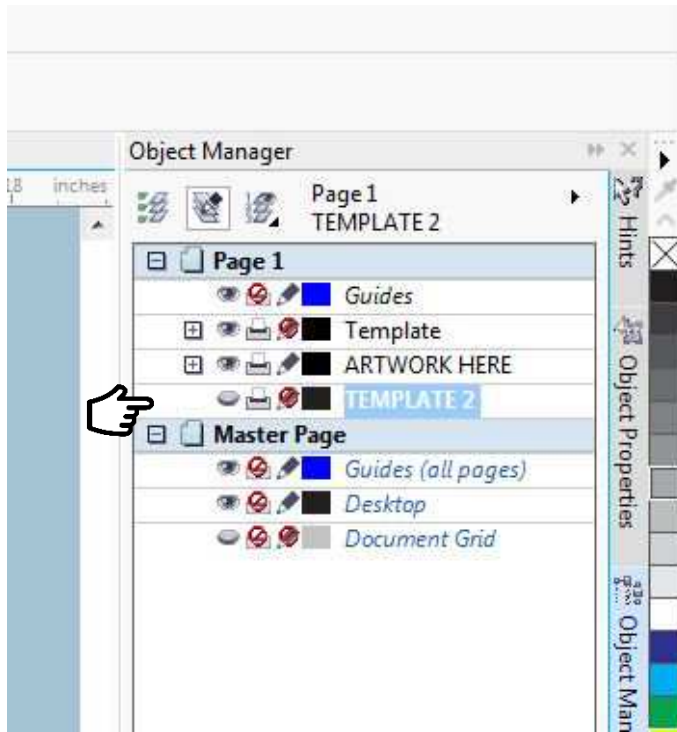 Object Manager
18 inches
Page 1
TEMPLATE 2
Page 1
Guides
Template
ARTWORK HERE
TEMPLATE 2
Master Page
Guides (all pages)
Desktop
Document Grid
Hints
Object Properties
Object Man